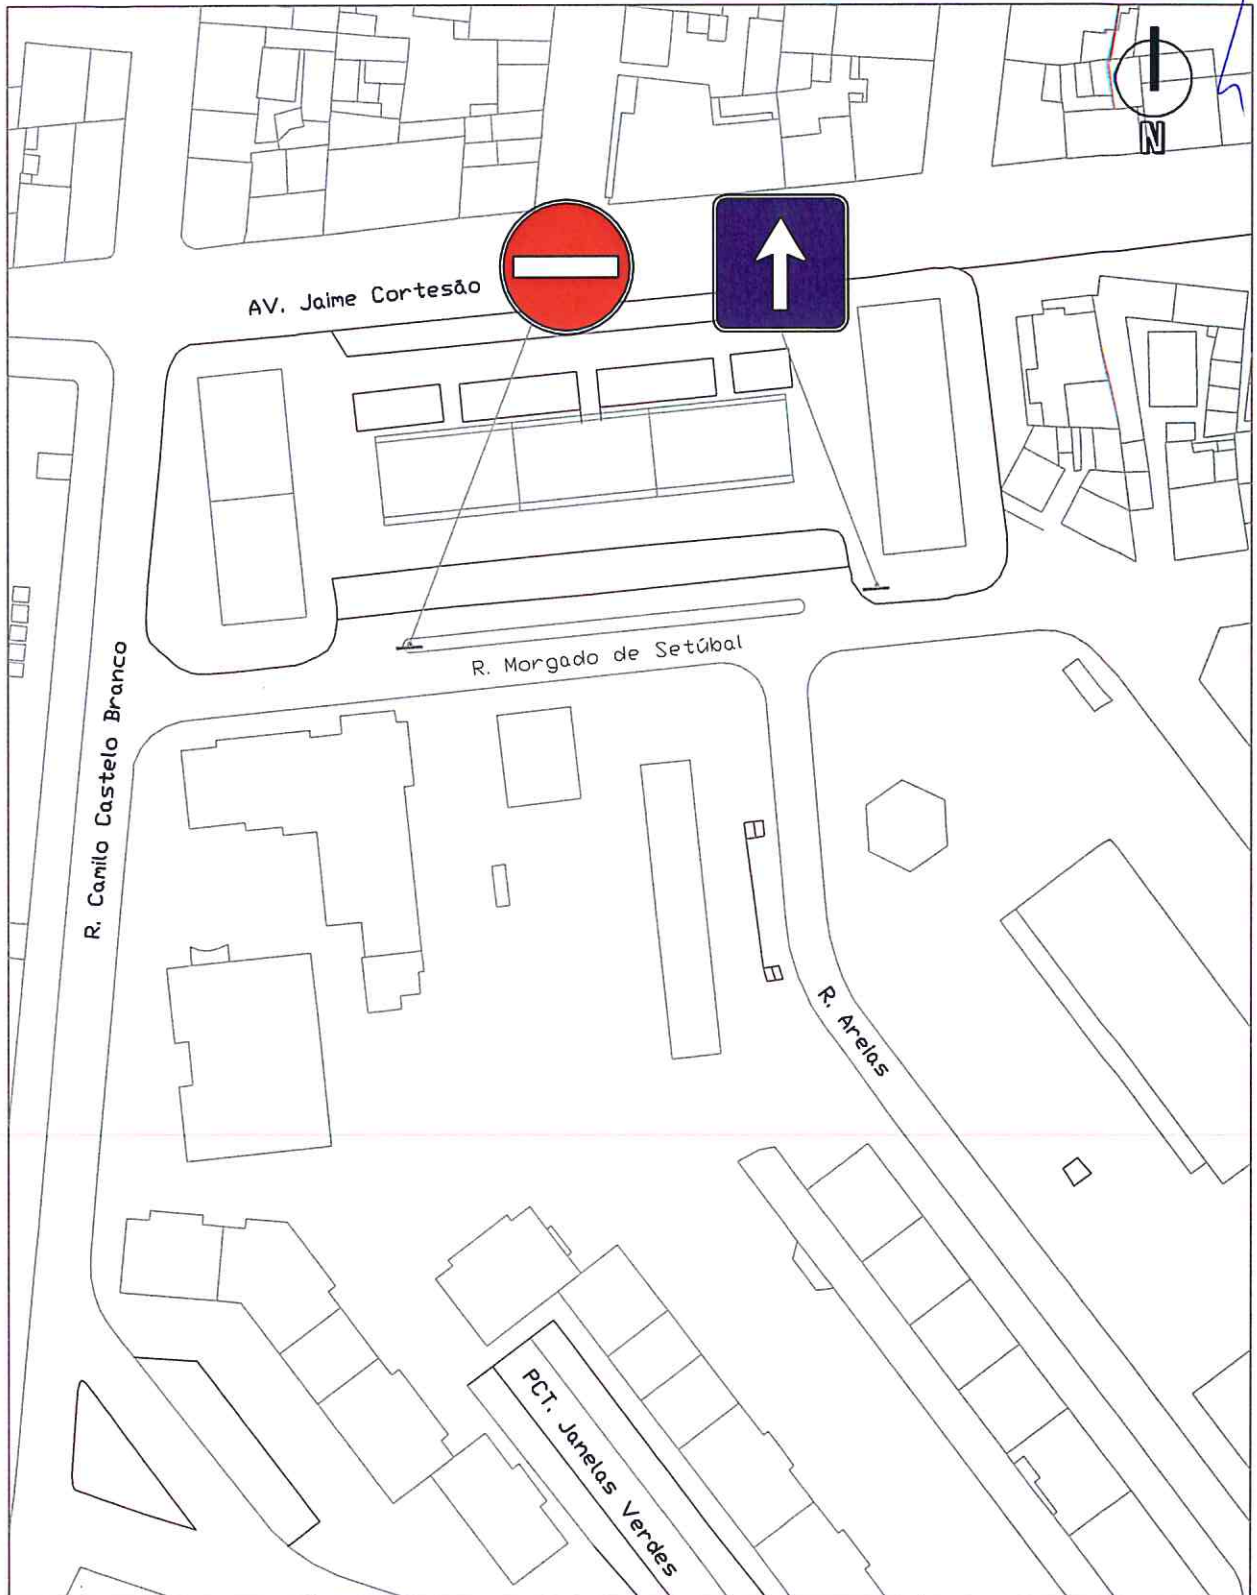 N
AV. Jaime Cortesão
R. Morgado de Setúbal
R. Camilo Castelo Branco
R. Arelas
PCT. Janelas Verdes